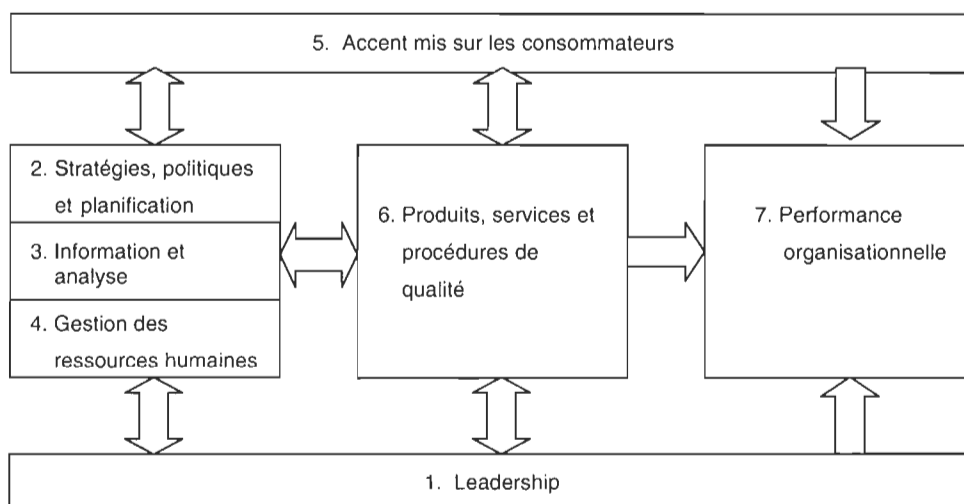 5. Accent mis sur les consommateurs
2. Stratégies, politiques
et planification
3. Information et
analyse
4. Gestion des
ressources humaines
6. Produits, services et
procédures de
qualité
7. Performance
organisationnelle
1. Leadership